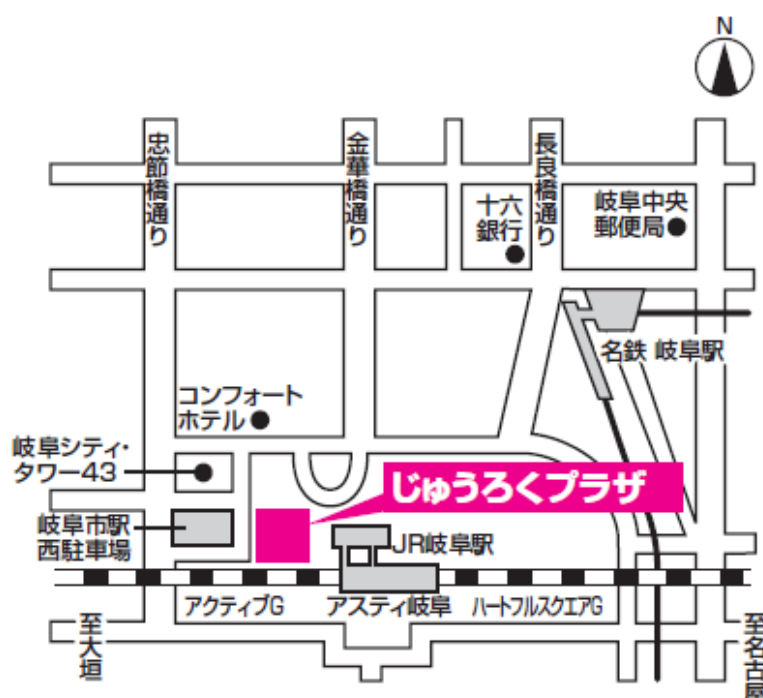 N
忠節橋通り
金華橋通り
長良橋通り
十六
銀行
岐阜中央
郵便局
名鉄 岐阜駅
コンフォート
ホテル
岐阜シティ・
タワー43
じゅうろくプラザ
岐阜市駅
西駐車場
JR岐阜駅
アクティブG
アスティ岐阜
ハートフルスクエアG
至大垣
至名古屋